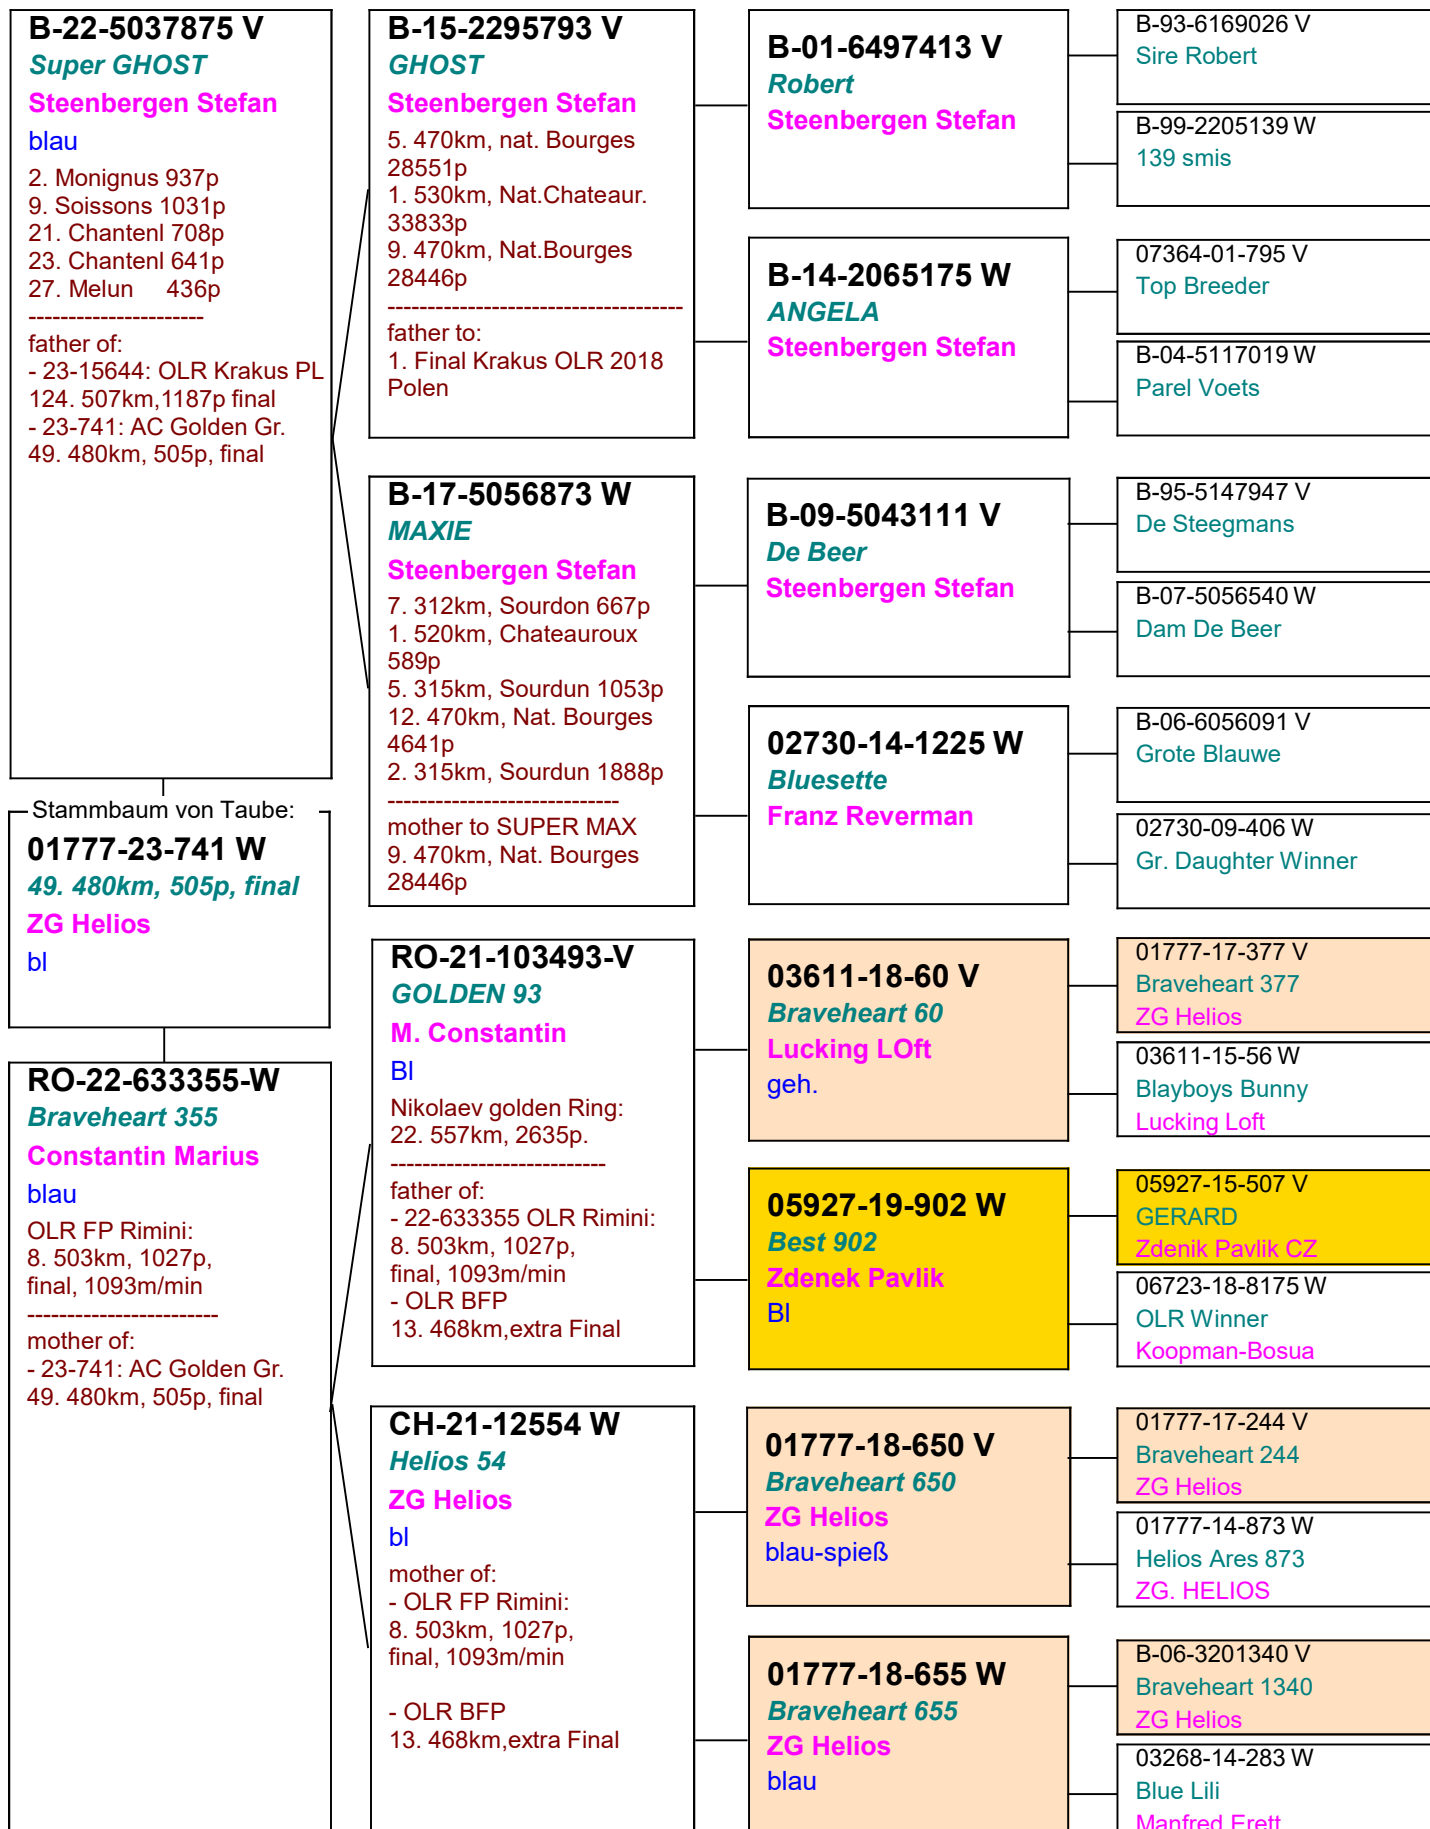 B-22-5037875 V
Super GHOST
Steenbergen Stefan
blau
2. Monignus 937p
9. Soissons 1031p
21. Chantenl 708p
23. Chantenl 641p
27. Melun 436p
----------------------
father of:
- 23-15644: OLR Krakus PL
124. 507km,1187p final
- 23-741: AC Golden Gr.
49. 480km, 505p, final
Stammbaum von Taube:
01777-23-741 W
49. 480km, 505p, final
ZG Helios
bl
RO-22-633355-W
Braveheart 355
Constantin Marius
blau
OLR FP Rimini:
8. 503km, 1027p,
final, 1093m/min
------------------------
mother of:
- 23-741: AC Golden Gr.
49. 480km, 505p, final
B-15-2295793 V
GHOST
Steenbergen Stefan
5. 470km, nat. Bourges
28551p
1. 530km, Nat.Chateaur.
33833p
9. 470km, Nat.Bourges
28446p
-------------------------------------
father to:
1. Final Krakus OLR 2018
Polen
B-17-5056873 W
MAXIE
Steenbergen Stefan
7. 312km, Sourdon 667p
1. 520km, Chateauroux
589p
5. 315km, Sourdun 1053p
12. 470km, Nat. Bourges
4641p
2. 315km, Sourdun 1888p
-----------------------------
mother to SUPER MAX
9. 470km, Nat. Bourges
28446p
RO-21-103493-V
GOLDEN 93
M. Constantin
Bl
Nikolaev golden Ring:
22. 557km, 2635p.
---------------------------
father of:
- 22-633355 OLR Rimini:
8. 503km, 1027p,
final, 1093m/min
- OLR BFP
13. 468km,extra Final
CH-21-12554 W
Helios 54
ZG Helios
bl
mother of:
- OLR FP Rimini:
8. 503km, 1027p,
final, 1093m/min
- OLR BFP
13. 468km,extra Final
B-01-6497413 V
Robert
Steenbergen Stefan
B-14-2065175 W
ANGELA
Steenbergen Stefan
B-09-5043111 V
De Beer
Steenbergen Stefan
02730-14-1225 W
Bluesette
Franz Reverman
03611-18-60 V
Braveheart 60
Lucking LOft
geh.
05927-19-902 W
Best 902
Zdenek Pavlik
Bl
01777-18-650 V
Braveheart 650
ZG Helios
blau-spieß
01777-18-655 W
Braveheart 655
ZG Helios
blau
B-93-6169026 V
Sire Robert
B-99-2205139 W
139 smis
07364-01-795 V
Top Breeder
B-04-5117019 W
Parel Voets
B-95-5147947 V
De Steegmans
B-07-5056540 W
Dam De Beer
B-06-6056091 V
Grote Blauwe
02730-09-406 W
Gr. Daughter Winner
01777-17-377 V
Braveheart 377
ZG Helios
03611-15-56 W
Blayboys Bunny
Lucking Loft
05927-15-507 V
GERARD
Zdenik Pavlik CZ
06723-18-8175 W
OLR Winner
Koopman-Bosua
01777-17-244 V
Braveheart 244
ZG Helios
01777-14-873 W
Helios Ares 873
ZG. HELIOS
B-06-3201340 V
Braveheart 1340
ZG Helios
03268-14-283 W
Blue Lili
Manfred Erett